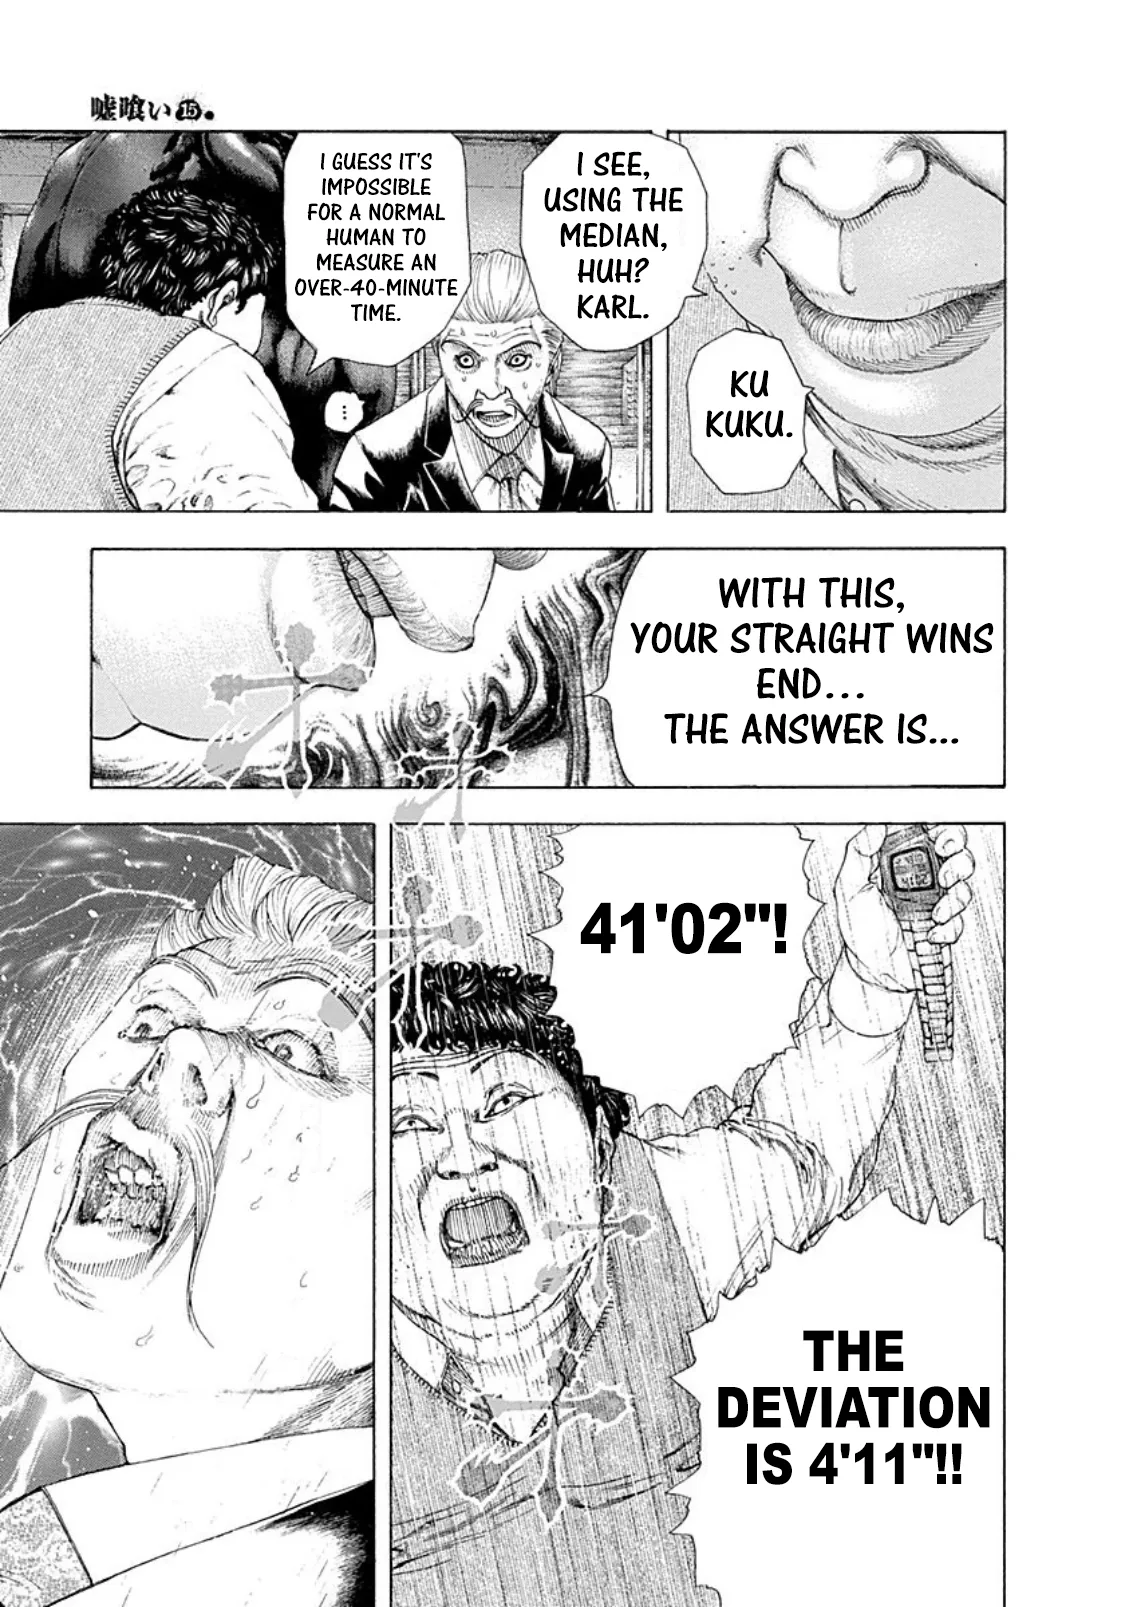 嘘喰い 15.
KU
KUKU.
I SEE,
USING THE
MEDIAN,
HUH?
KARL.
I GUESS IT'S
IMPOSSIBLE
FOR A NORMAL
HUMAN TO
MEASURE AN
OVER-40-MINUTE
TIME.
...
WITH THIS,
YOUR STRAIGHT WINS
END...
THE ANSWER IS...
41'02"!
THE
DEVIATION
IS 4'11"!!